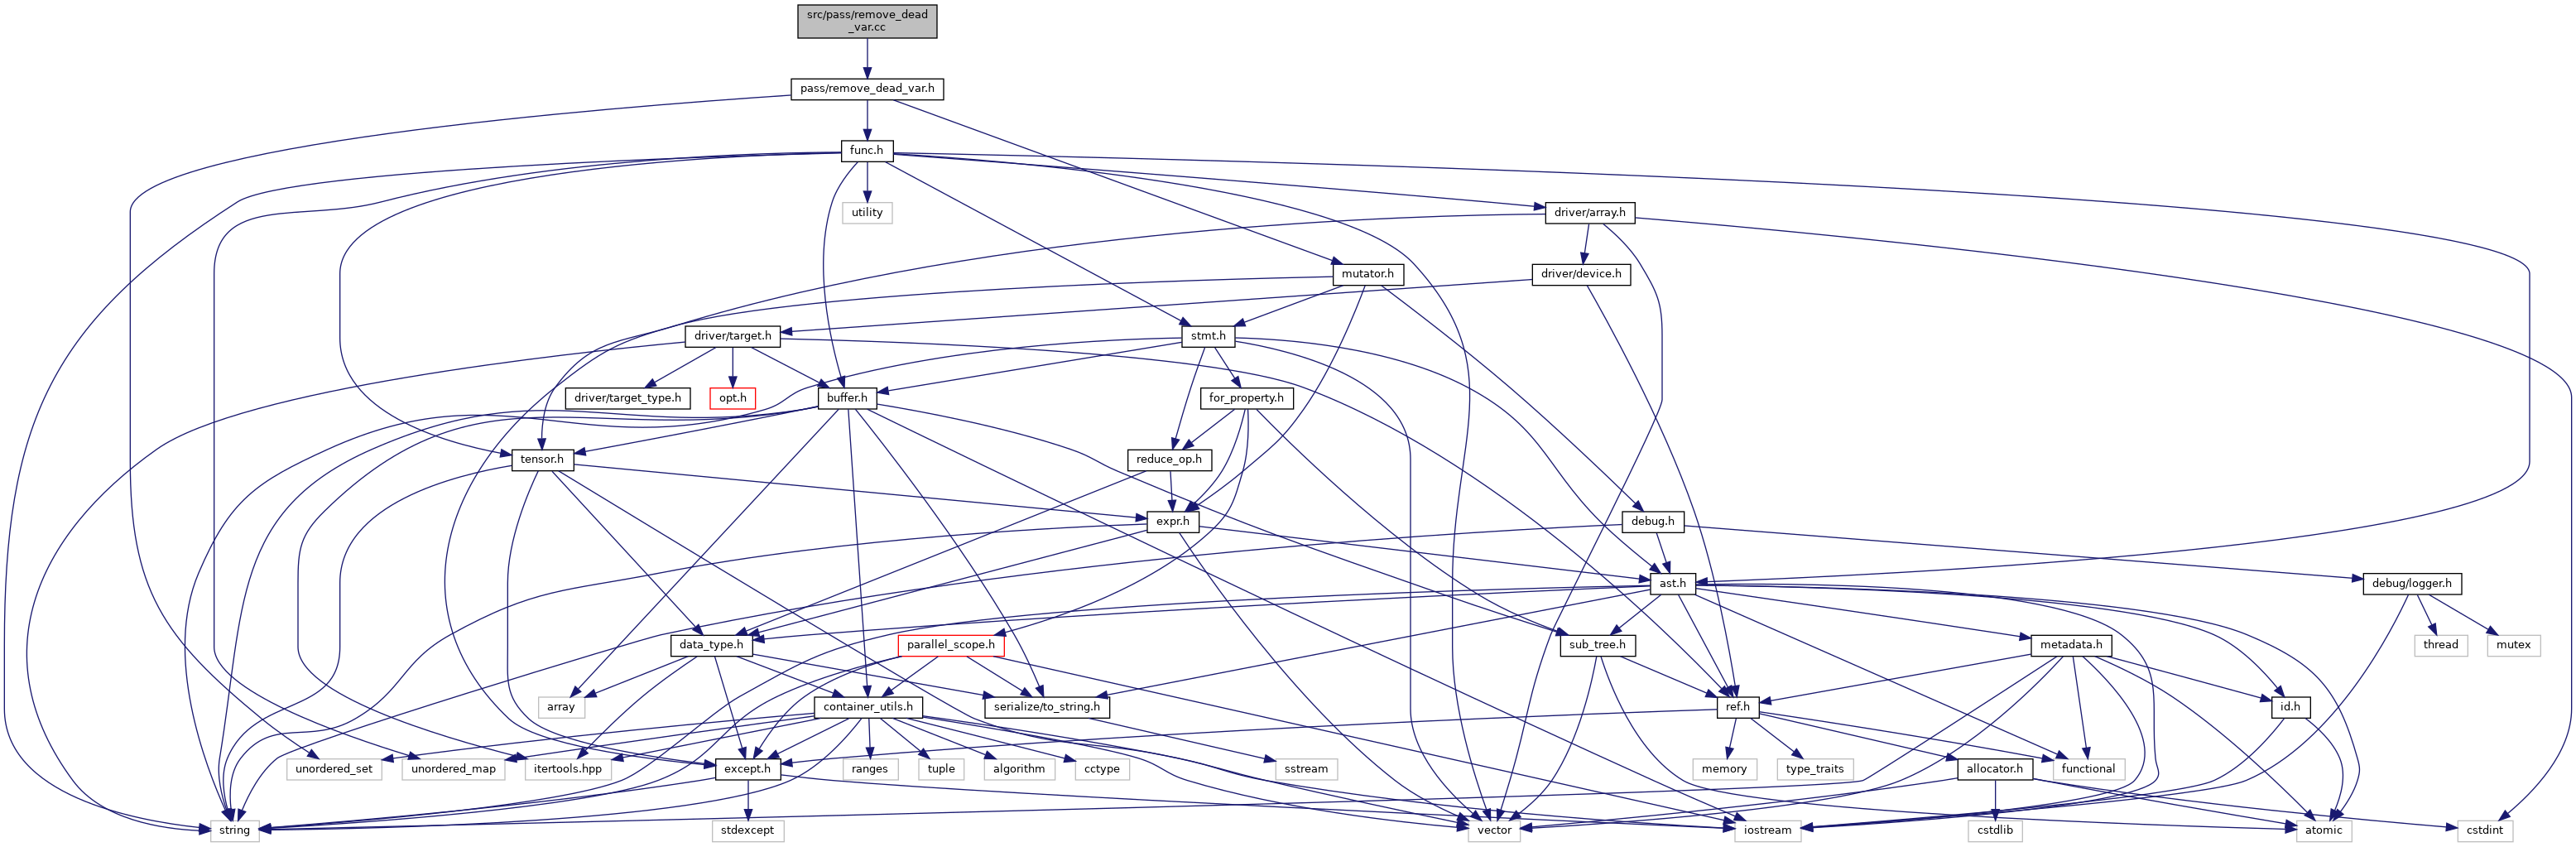 src/pass/remove_dead
_var.cc
pass/remove_dead_var.h
func.h
utility
driver/array.h
mutator.h
driver/device.h
driver/target.h
stmt.h
driver/target_type.h
opt.h
buffer.h
for_property.h
tensor.h
reduce_op.h
expr.h
debug.h
ast.h
debug/logger.h
data_type.h
parallel_scope.h
sub_tree.h
metadata.h
thread
mutex
array
container_utils.h
serialize/to_string.h
ref.h
id.h
unordered_set
unordered_map
itertools.hpp
except.h
ranges
tuple
algorithm
cctype
sstream
memory
type_traits
allocator.h
functional
string
stdexcept
vector
iostream
cstdlib
atomic
cstdint